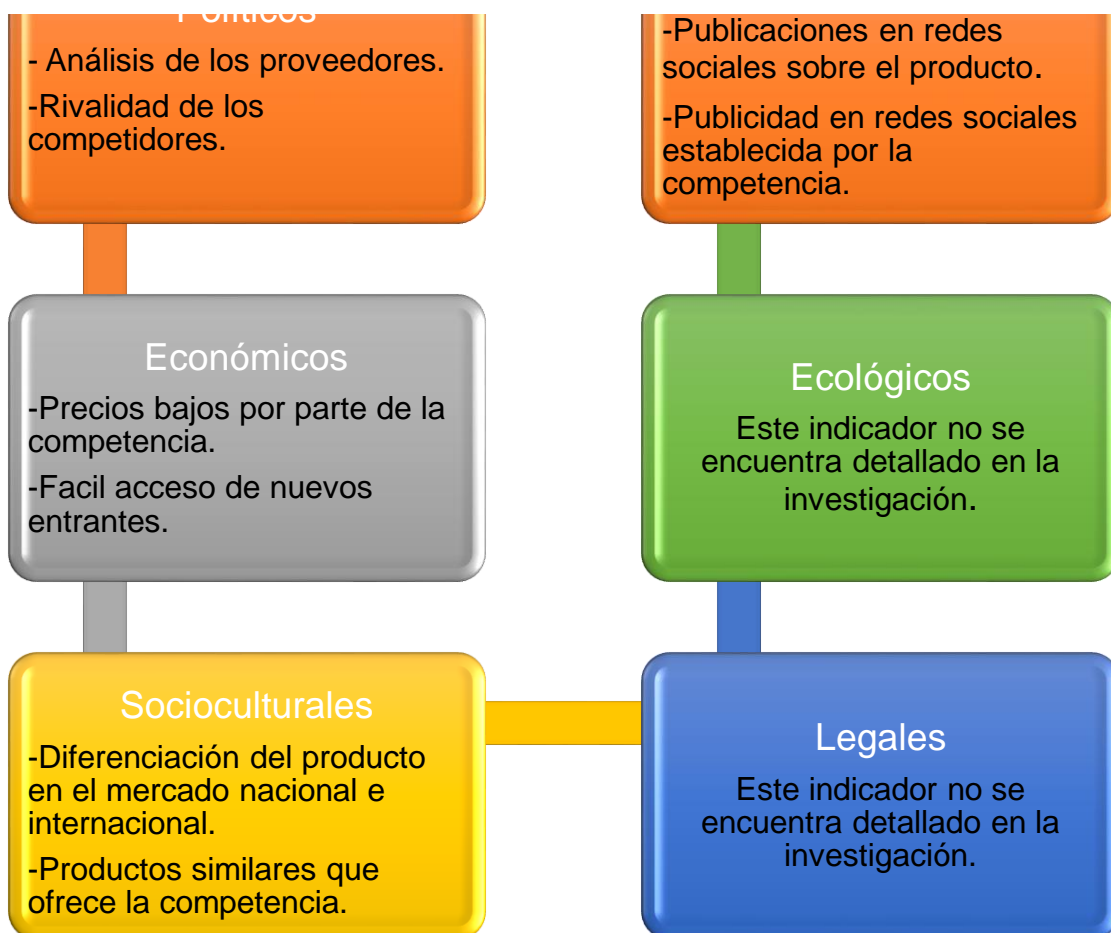 - Análisis de los proveedores.
-Rivalidad de los
competidores.
Económicos
-Precios bajos por parte de la
competencia.
-Facil acceso de nuevos
entrantes.
Socioculturales
-Diferenciación del producto
en el mercado nacional e
internacional.
-Productos similares que
ofrece la competencia.
-Publicaciones en redes
sociales sobre el producto.
-Publicidad en redes sociales
establecida por la
competencia.
Ecológicos
Este indicador no se
encuentra detallado en la
investigación.
Legales
Este indicador no se
encuentra detallado en la
investigación.